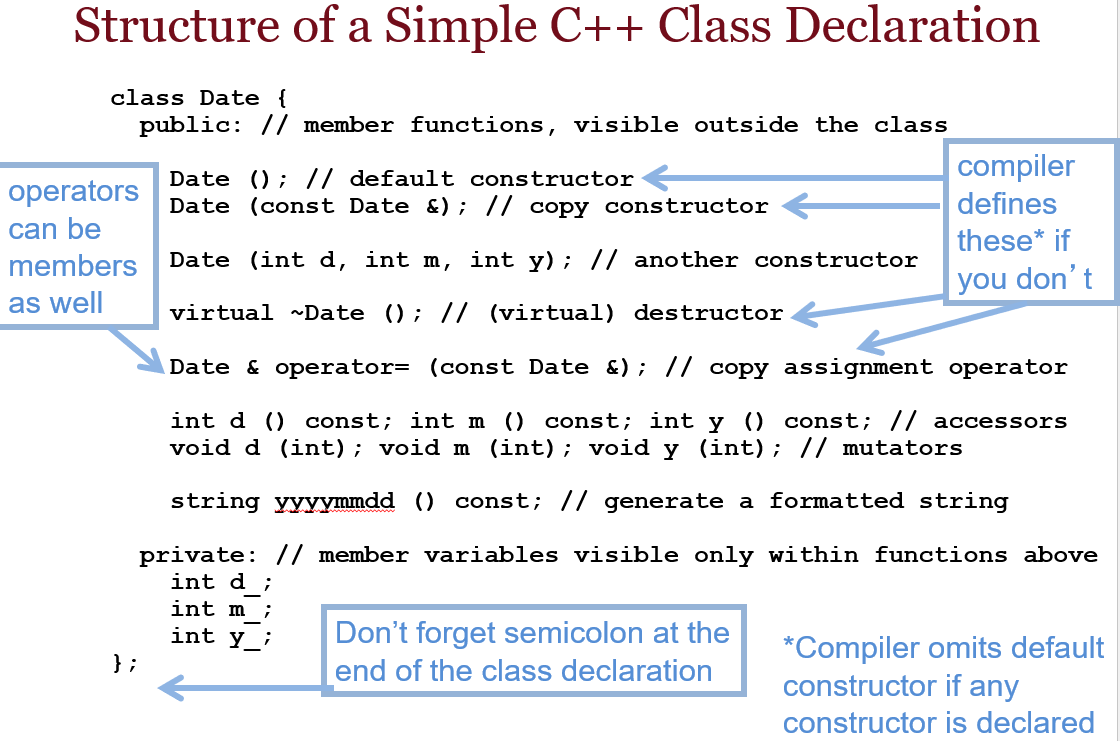 Structure of a Simple C++ Class Declaration
class Date {
public: // member functions, visible outside the class
Date (); // default constructor
Date (const Date &); // copy constructor
Date (int d, int m, int y); // another constructor
virtual ~Date (); // (virtual) destructor
Date & operator= (const Date &); // copy assignment operator
int d () const; int m () const; int y () const; // accessors
void d (int); void m (int); void y (int); // mutators
string yyyymmdd () const; // generate a formatted string
private: // member variables visible only within functions above
int d_;
int m_;
int y_;
};
operators
can be
members
as well
compiler
defines
these* if
you don’t
Don’t forget semicolon at the
end of the class declaration
*Compiler omits default
constructor if any
constructor is declared